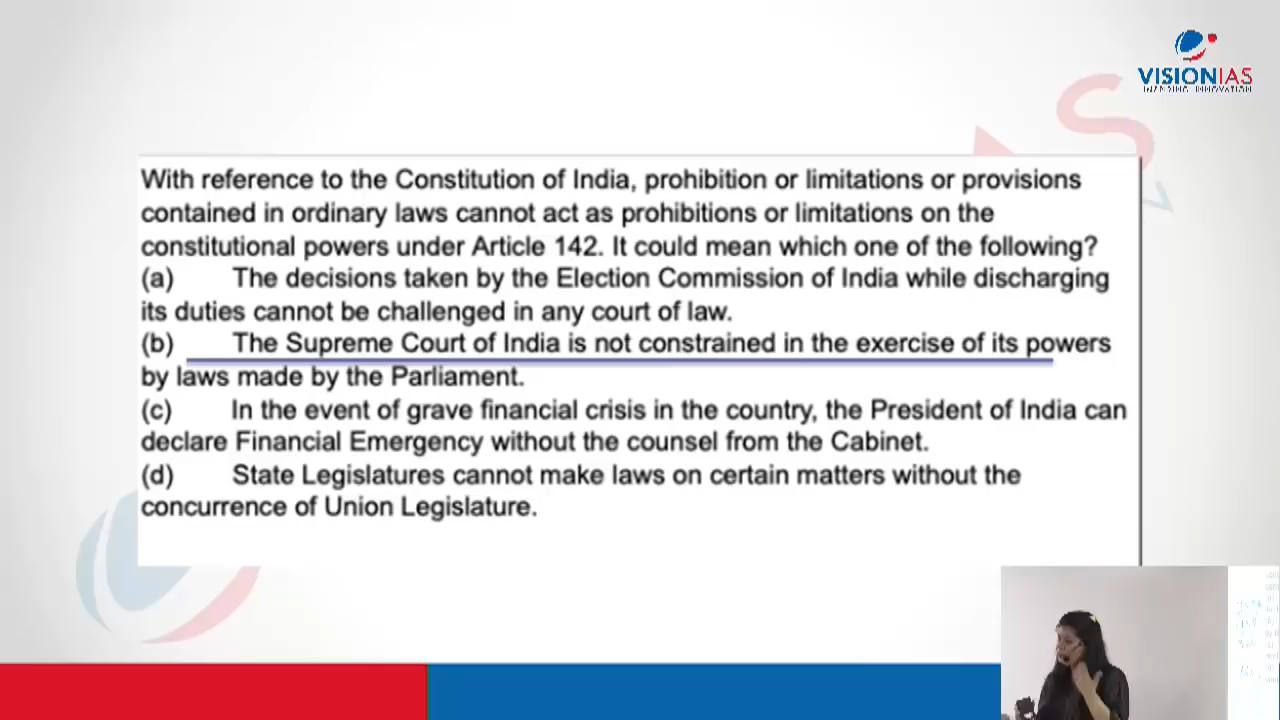 VISIONIAS
INSPIRING INNOVATION
With reference to the Constitution of India, prohibition or limitations or provisions
contained in ordinary laws cannot act as prohibitions or limitations on the
constitutional powers under Article 142. It could mean which one of the following?
(a) The decisions taken by the Election Commission of India while discharging
its duties cannot be challenged in any court of law.
(b) The Supreme Court of India is not constrained in the exercise of its powers
by laws made by the Parliament.
(c) In the event of grave financial crisis in the country, the President of India can
declare Financial Emergency without the counsel from the Cabinet.
(d) State Legislatures cannot make laws on certain matters without the
concurrence of Union Legislature.